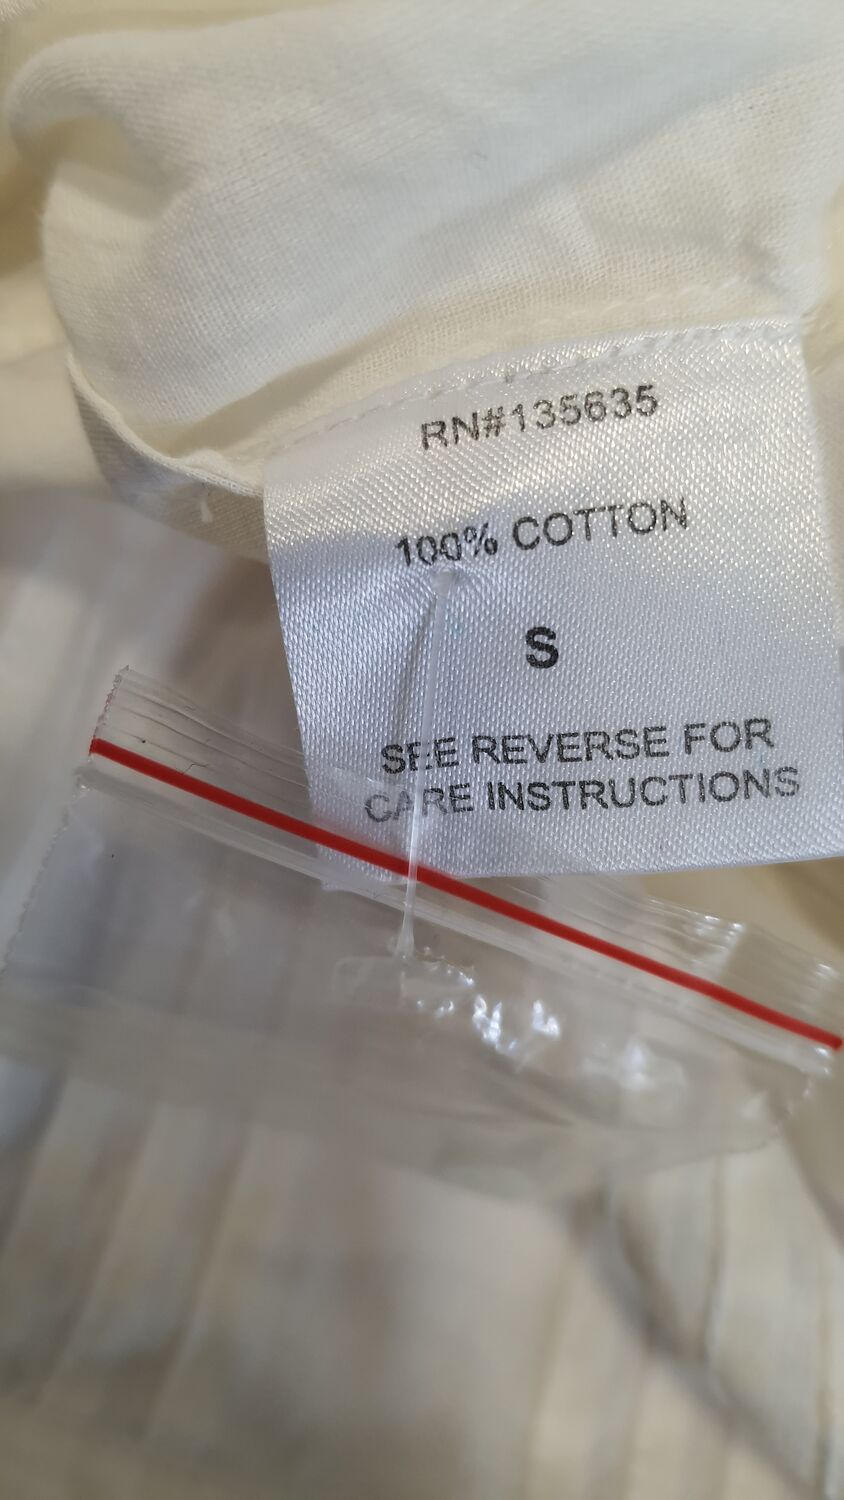 RN#135635
100% COTTON
S
SEE REVERSE FOR
CARE INSTRUCTIONS